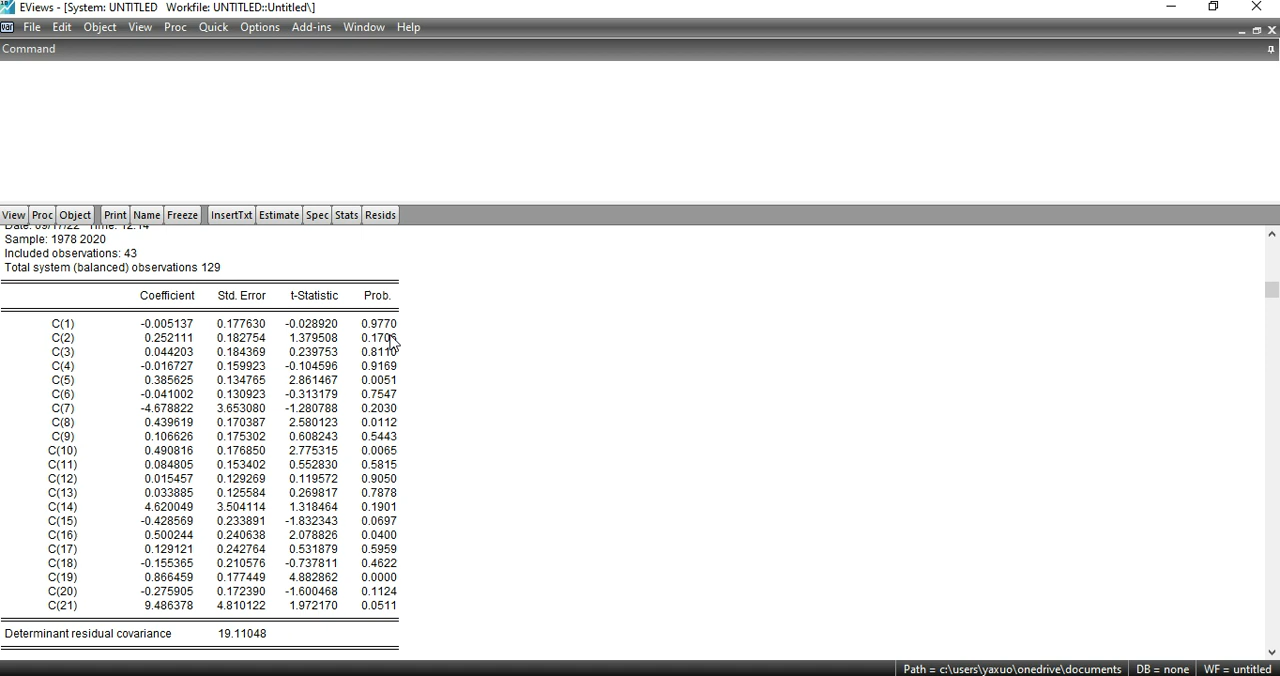 EViews - [System: UNTITLED Workfile: UNTITLED::Untitled\]
File Edit Object View Proc Quick Options Add-ins Window Help
Command
View Proc Object Print Name Freeze InsertTxt Estimate Spec Stats Resids
Date: 09/17/22 Time: 12:14
Sample: 1978 2020
Included observations: 43
Total system (balanced) observations 129
Coefficient Std. Error t-Statistic Prob.
C(1) -0.005137 0.177630 -0.028920 0.9770
C(2) 0.252111 0.182754 1.379508
C(3) 0.044203 0.184369 0.239753 0.8110
C(4) -0.016727 0.159923 -0.104596 0.9169
C(5) 0.385625 0.134765 2.861467 0.0051
C(6) -0.041002 0.130923 -0.313179 0.7547
C(7) -4.678822 3.653080 -1.280788 0.2030
C(8) 0.439619 0.170387 2.580123 0.0112
C(9) 0.106626 0.175302 0.608243 0.5443
C(10) 0.490816 0.176850 2.775315 0.0065
C(11) 0.084805 0.153402 0.552830 0.5815
C(12) 0.015457 0.129269 0.119572 0.9050
C(13) 0.033885 0.125584 0.269817 0.7878
C(14) 4.620049 3.504114 1.318464 0.1901
C(15) -0.428569 0.233891 -1.832343 0.0697
C(16) 0.500244 0.240638 2.078826 0.0400
C(17) 0.129121 0.242764 0.531879 0.5959
C(18) -0.155365 0.210576 -0.737811 0.4622
C(19) 0.866459 0.177449 4.882862 0.0000
C(20) -0.275905 0.172390 -1.600468 0.1124
C(21) 9.486378 4.810122 1.972170 0.0511
Determinant residual covariance 19.11048
Path = c:\users\yaxuo\onedrive\documents DB = none WF = untitled